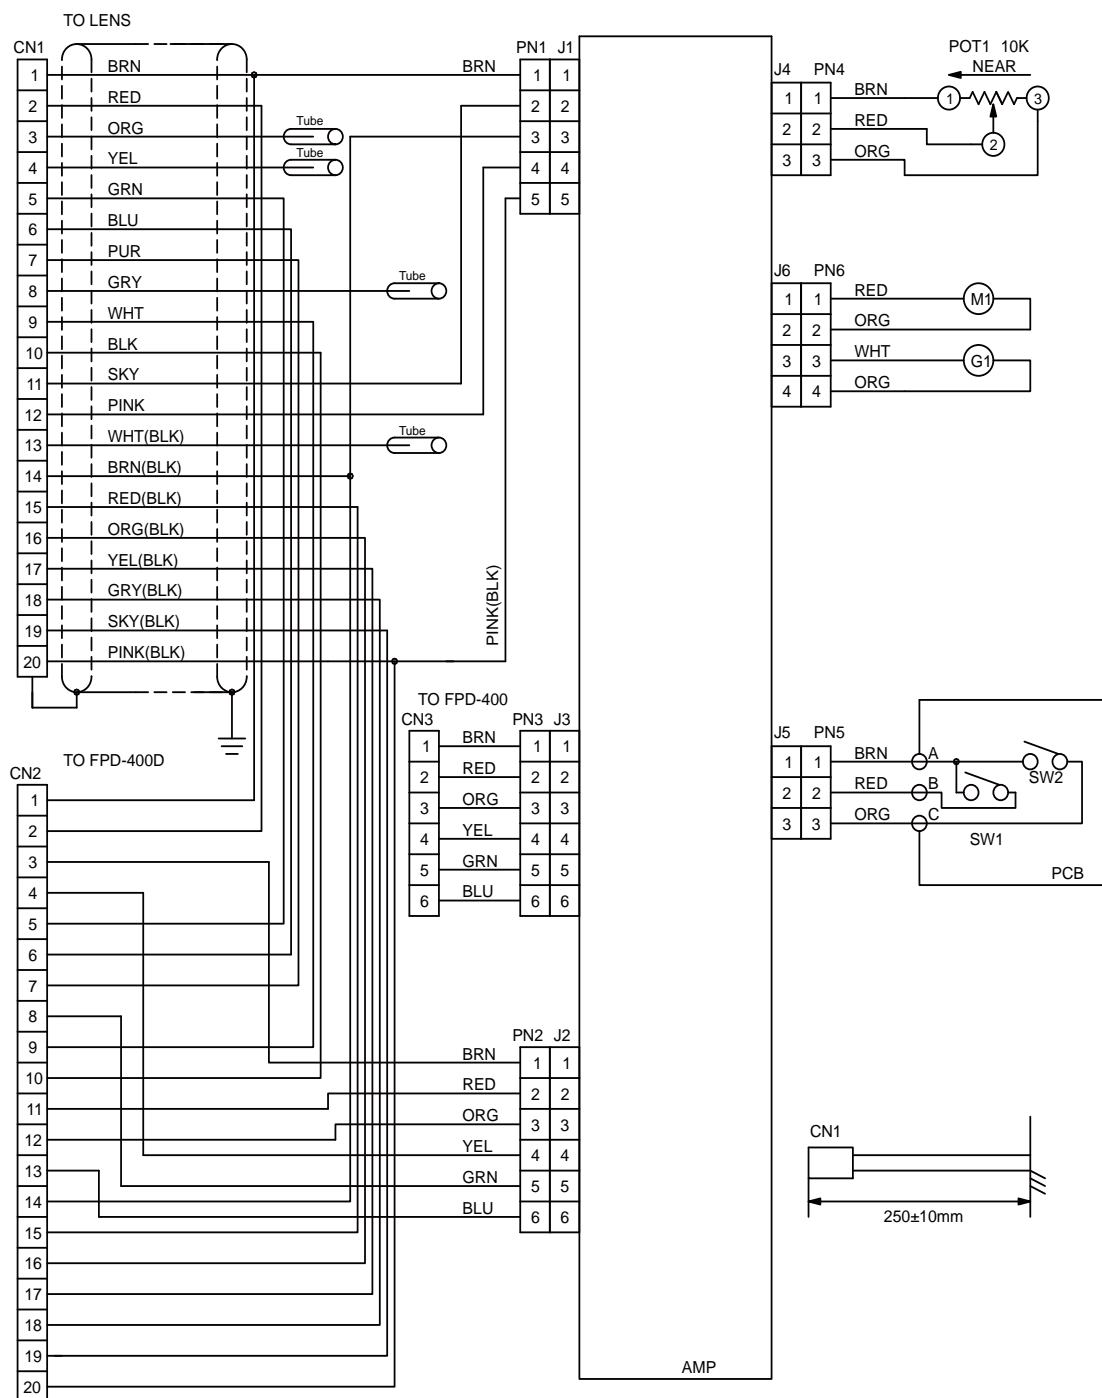 TO LENS
CN1
1 BRN
2 RED
3 ORG Tube
4 YEL Tube
5 GRN
6 BLU
7 PUR
8 GRY Tube
9 WHT
10 BLK
11 SKY
12 PINK
13 WHT(BLK) Tube
14 BRN(BLK)
15 RED(BLK)
16 ORG(BLK)
17 YEL(BLK)
18 GRY(BLK)
19 SKY(BLK)
20 PINK(BLK)
PN1 J1
BRN 1 1
2 2
3 3
4 4
5 5
PINK(BLK)
TO FPD-400
CN3 PN3 J3
1 BRN 1 1
2 RED 2 2
3 ORG 3 3
4 YEL 4 4
5 GRN 5 5
6 BLU 6 6
TO FPD-400D
CN2
1
2
3
4
5
6
7
8
9
10
11
12
13
14
15
16
17
18
19
20
PN2 J2
BRN 1 1
RED 2 2
ORG 3 3
YEL 4 4
GRN 5 5
BLU 6 6
AMP
J4 PN4
1 1 BRN
2 2 RED
3 3 ORG
POT1 10K
NEAR
1 3
2
J6 PN6
1 1 RED M1
2 2 ORG
3 3 WHT G1
4 4 ORG
J5 PN5
1 1 BRN A
2 2 RED B
3 3 ORG C
SW2
SW1
PCB
CN1
250±10mm